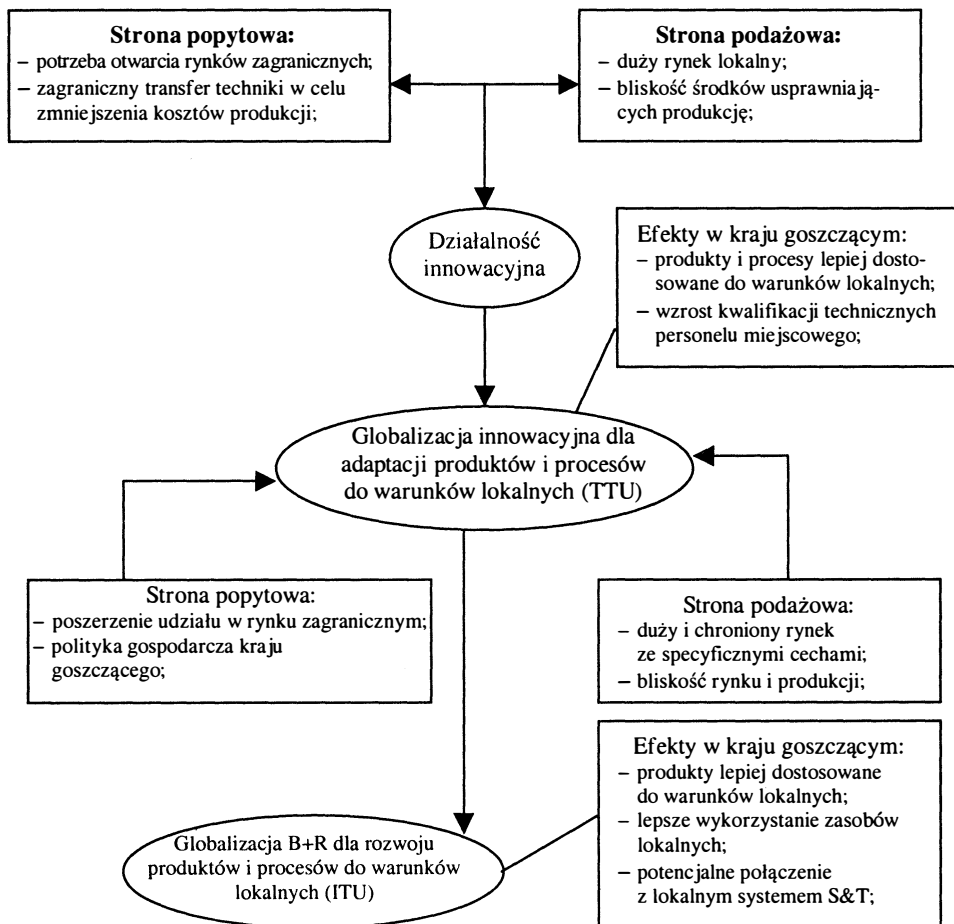 Strona popytowa:
– potrzeba otwarcia rynków zagranicznych;
– zagraniczny transfer techniki w celu
zmniejszenia kosztów produkcji;
Strona podażowa:
– duży rynek lokalny;
– bliskość środków usprawniają-
cych produkcję;
Działalność
innowacyjna
Efekty w kraju goszczącym:
– produkty i procesy lepiej dosto-
sowane do warunków lokalnych;
– wzrost kwalifikacji technicznych
personelu miejscowego;
Globalizacja innowacyjna dla
adaptacji produktów i procesów
do warunków lokalnych (TTU)
Strona popytowa:
– poszerzenie udziału w rynku zagranicznym;
– polityka gospodarcza kraju
goszczącego;
Strona podażowa:
– duży i chroniony rynek
ze specyficznymi cechami;
– bliskość rynku i produkcji;
Globalizacja B+R dla rozwoju
produktów i procesów do warunków
lokalnych (ITU)
Efekty w kraju goszczącym:
– produkty lepiej dostosowane
do warunków lokalnych;
– lepsze wykorzystanie zasobów
lokalnych;
– potencjalne połączenie
z lokalnym systemem S&T;